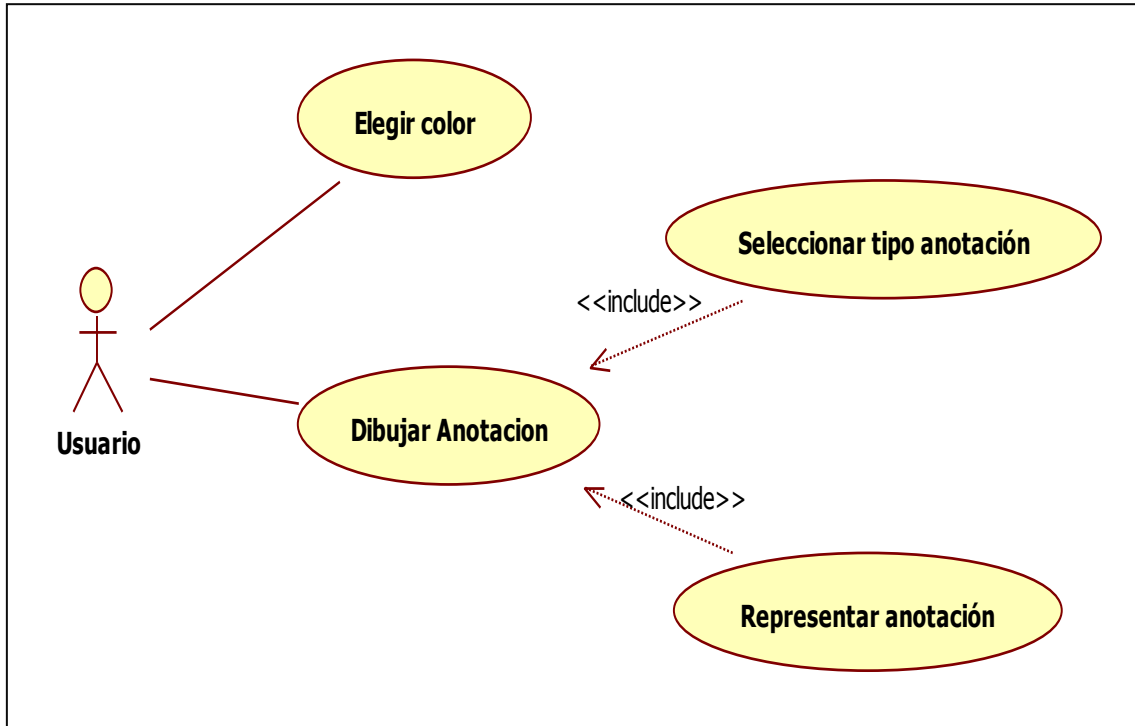 Elegir color
Seleccionar tipo anotación
<<include>>
Dibujar Anotacion
Usuario
<<include>>
Representar anotación